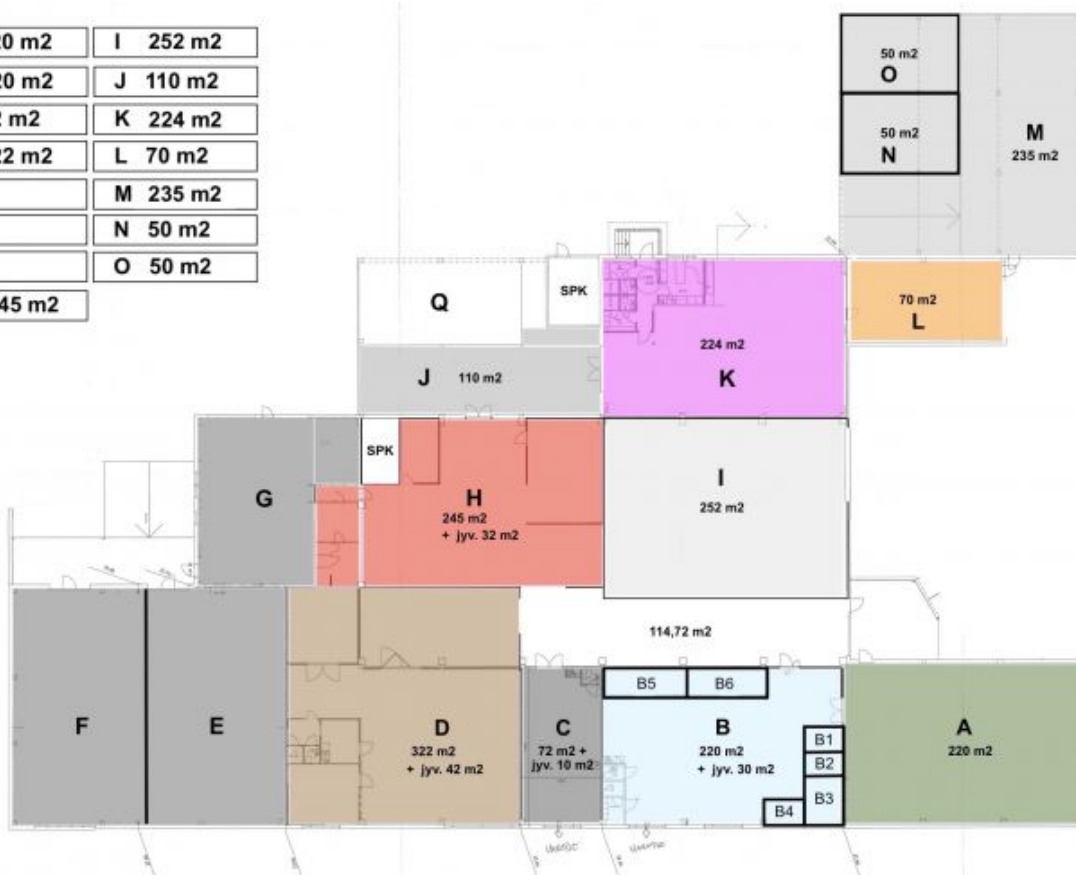 20 m2
I 252 m2
20 m2
J 110 m2
2 m2
K 224 m2
22 m2
L 70 m2
M 235 m2
N 50 m2
O 50 m2
45 m2
50 m2
O
50 m2
N
M
235 m2
Q
SPK
70 m2
L
224 m2
K
J 110 m2
SPK
G
H
245 m2
+ jyv. 32 m2
I
252 m2
114,72 m2
B5
B6
F
E
D
322 m2
+ jyv. 42 m2
C
72 m2 +
jyv. 10 m2
B
220 m2
+ jyv. 30 m2
B1
B2
B3
B4
A
220 m2